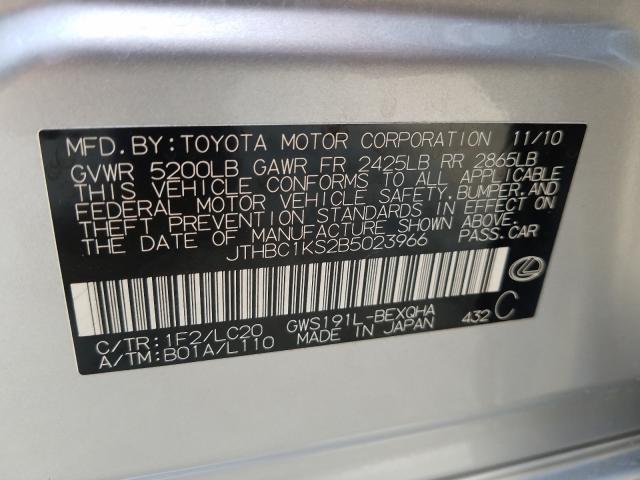 MFD. BY: TOYOTA MOTOR CORPORATION 11/10
GVWR 5200LB GAWR FR 2425LB RR 2865LB
THIS VEHICLE CONFORMS TO ALL APPLICABLE
FEDERAL MOTOR VEHICLE SAFETY, BUMPER, AND
THEFT PREVENTION STANDARDS IN EFFECT ON
THE DATE OF MANUFACTURE SHOWN ABOVE.
JTHBC1KS2B5023966 PASS. CAR
C/TR: 1F2/LC20 GWS191L-BEXQHA
A/TM: B01A/L110 MADE IN JAPAN 432 C